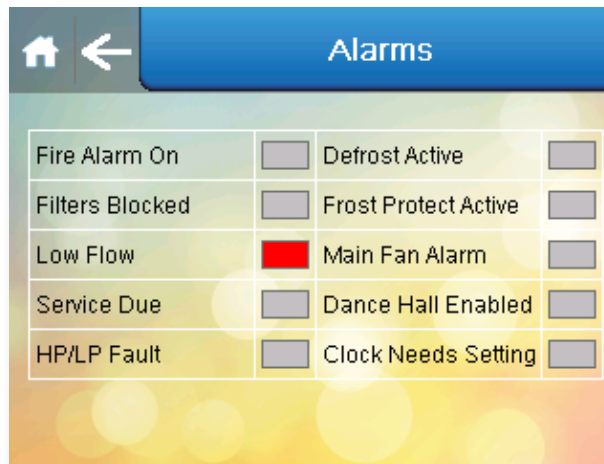 Alarms
Fire Alarm On Defrost Active
Filters Blocked Frost Protect Active
Low Flow Main Fan Alarm
Service Due Dance Hall Enabled
HP/LP Fault Clock Needs Setting